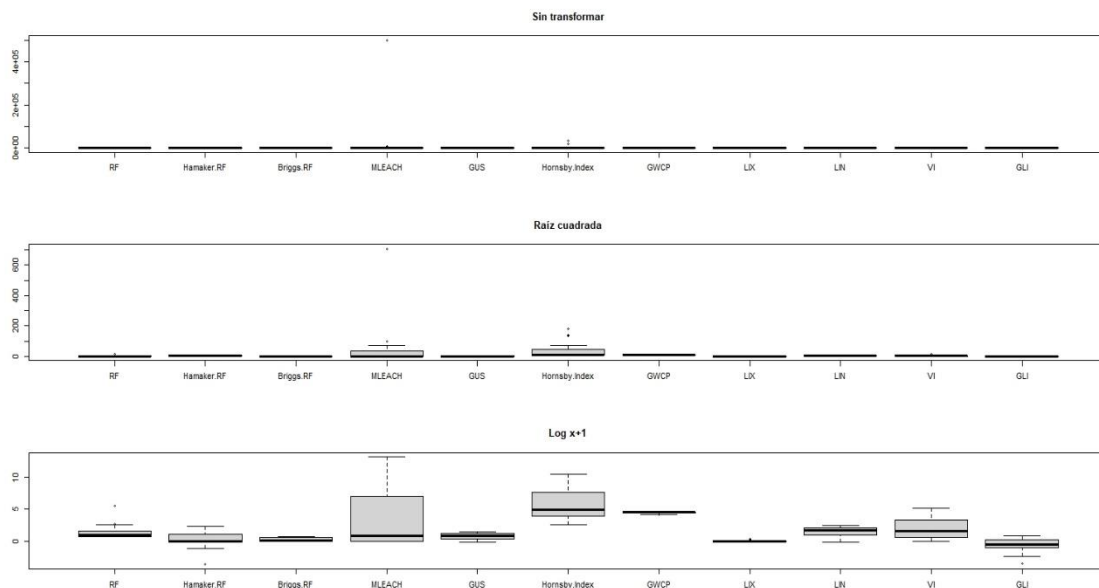 Sin transformar
4e+05
2e+05
0e+00
RF Hamaker.RF Briggs.RF MLEACH GUS Hornsby.Index GWCP LIX LIN VI GLI
Raíz cuadrada
600
400
200
0
RF Hamaker.RF Briggs.RF MLEACH GUS Hornsby.Index GWCP LIX LIN VI GLI
Log x+1
10
5
0
RF Hamaker.RF Briggs.RF MLEACH GUS Hornsby.Index GWCP LIX LIN VI GLI